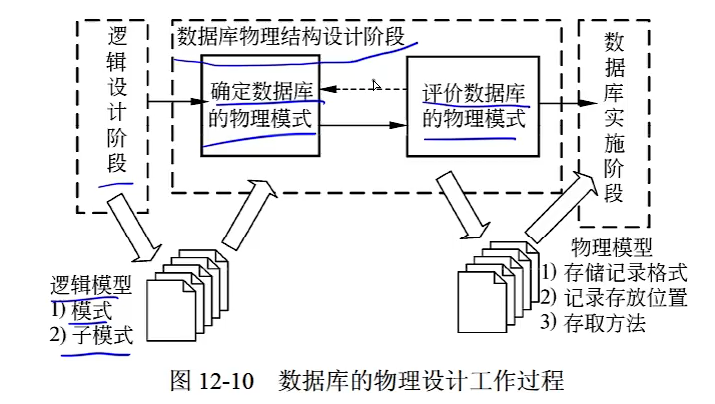 逻辑设计阶段
数据库物理结构设计阶段
确定数据库
的物理模式
评价数据库
的物理模式
数据库实施阶段
逻辑模型
1) 模式
2) 子模式
物理模型
1) 存储记录格式
2) 记录存放位置
3) 存取方法
图 12-10 数据库的物理设计工作过程